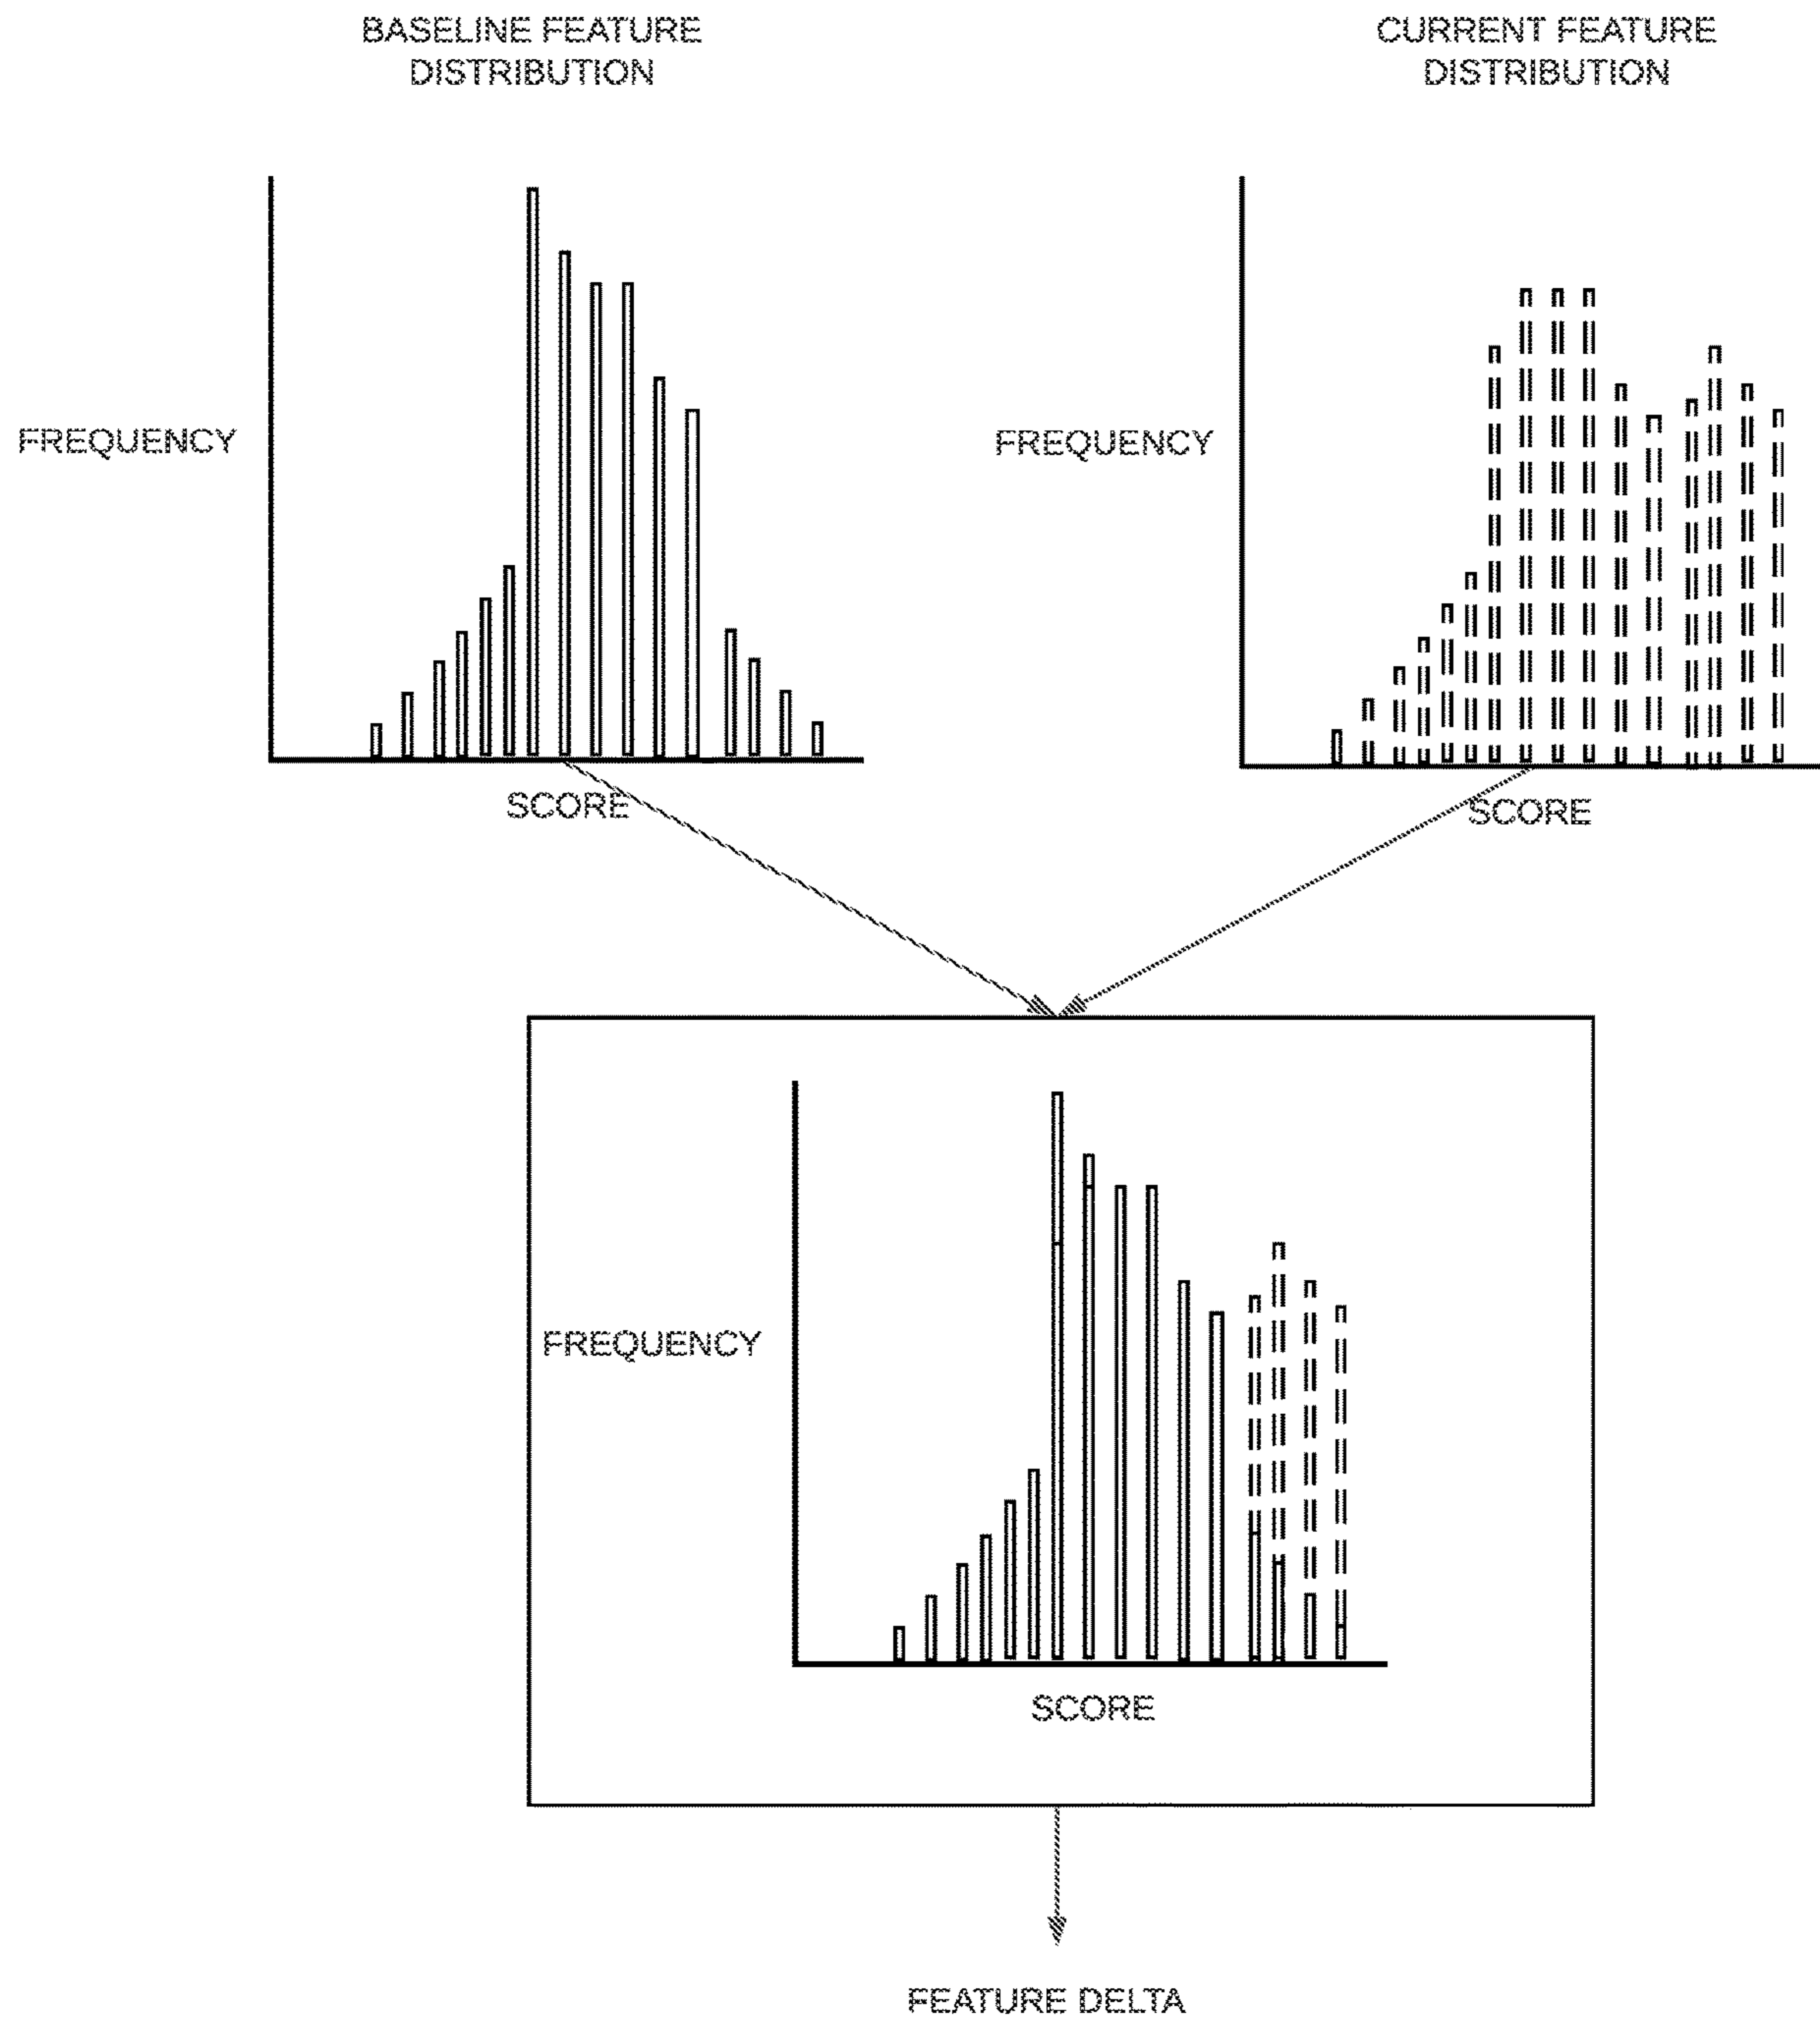 BASELINE FEATURE
DISTRIBUTION
CURRENT FEATURE
DISTRIBUTION
FREQUENCY
FREQUENCY
SCORE
SCORE
FREQUENCY
SCORE
FEATURE DELTA